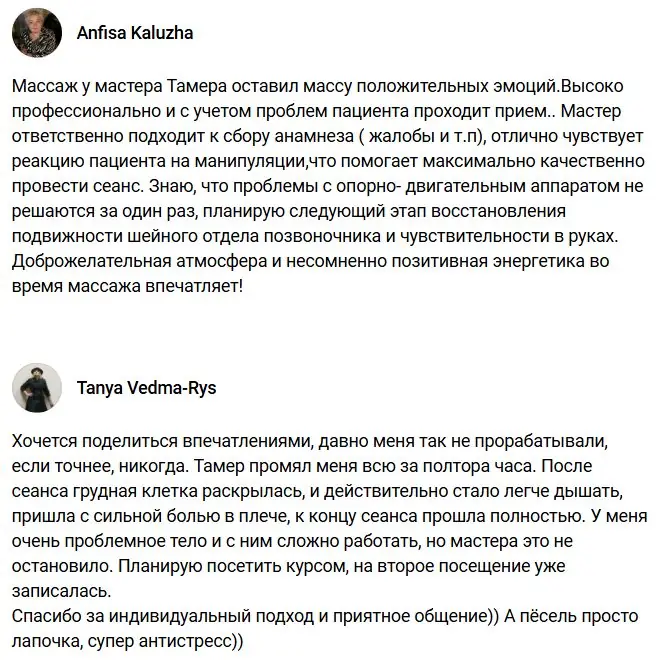 Anfisa Kaluzha
Массаж у мастера Тамера оставил массу положительных эмоций.Высоко
профессионально и с учетом проблем пациента проходит прием.. Мастер
ответственно подходит к сбору анамнеза ( жалобы и т.п), отлично чувствует
реакцию пациента на манипуляции,что помогает максимально качественно
провести сеанс. Знаю, что проблемы с опорно- двигательным аппаратом не
решаются за один раз, планирую следующий этап восстановления
подвижности шейного отдела позвоночника и чувствительности в руках.
Доброжелательная атмосфера и несомненно позитивная энергетика во
время массажа впечатляет!
Tanya Vedma-Rys
Хочется поделиться впечатлениями, давно меня так не прорабатывали,
если точнее, никогда. Тамер промял меня всю за полтора часа. После
сеанса грудная клетка раскрылась, и действительно стало легче дышать,
пришла с сильной болью в плече, к концу сеанса прошла полностью. У меня
очень проблемное тело и с ним сложно работать, но мастера это не
остановило. Планирую посетить курсом, на второе посещение уже
записалась.
Спасибо за индивидуальный подход и приятное общение)) А пёсель просто
лапочка, супер антистресс))